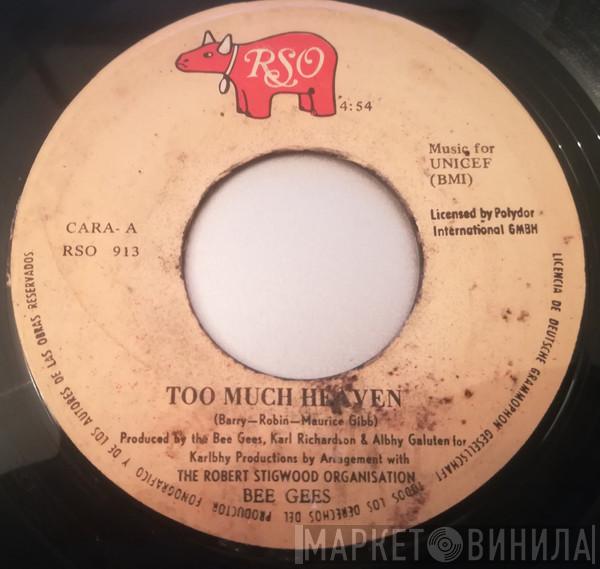 RSO
4:54
Music for
UNICEF
(BMI)
CARA- A
RSO 913
Licensed by Polydor
International GMBH
TOO MUCH HEAVEN
(Barry—Robin—Maurice Gibb)
Produced by the Bee Gees, Karl Richardson & Albhy Galuten for
Karlbhy Productions by Arragement with
THE ROBERT STIGWOOD ORGANISATION
BEE GEES
LICENCIA DE DEUTSCHE GRAMMOPHON GESELLSCHAFT
TODOS LOS DERECHOS DEL PRODUCTOR FONOGRAFICO Y DE LOS AUTORES DE LAS OBRAS RESERVADOS
МАРКЕТ ВИНИЛА